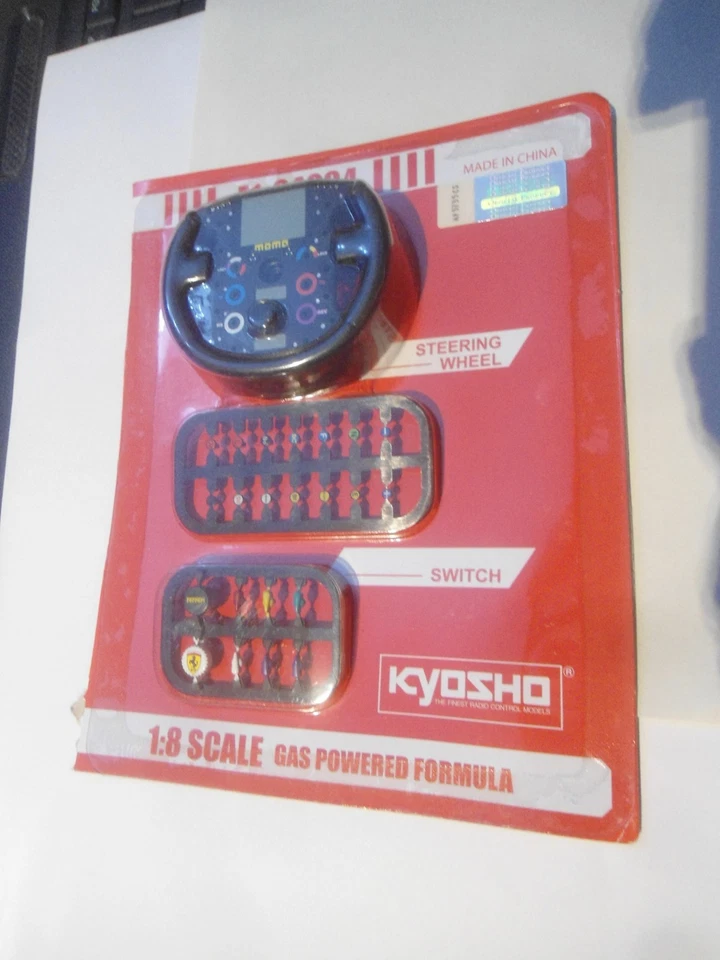 MADE IN CHINA
momo
STEERING
WHEEL
SWITCH
KYOSHO®
THE FINEST RADIO CONTROL MODELS
1:8 SCALE GAS POWERED FORMULA